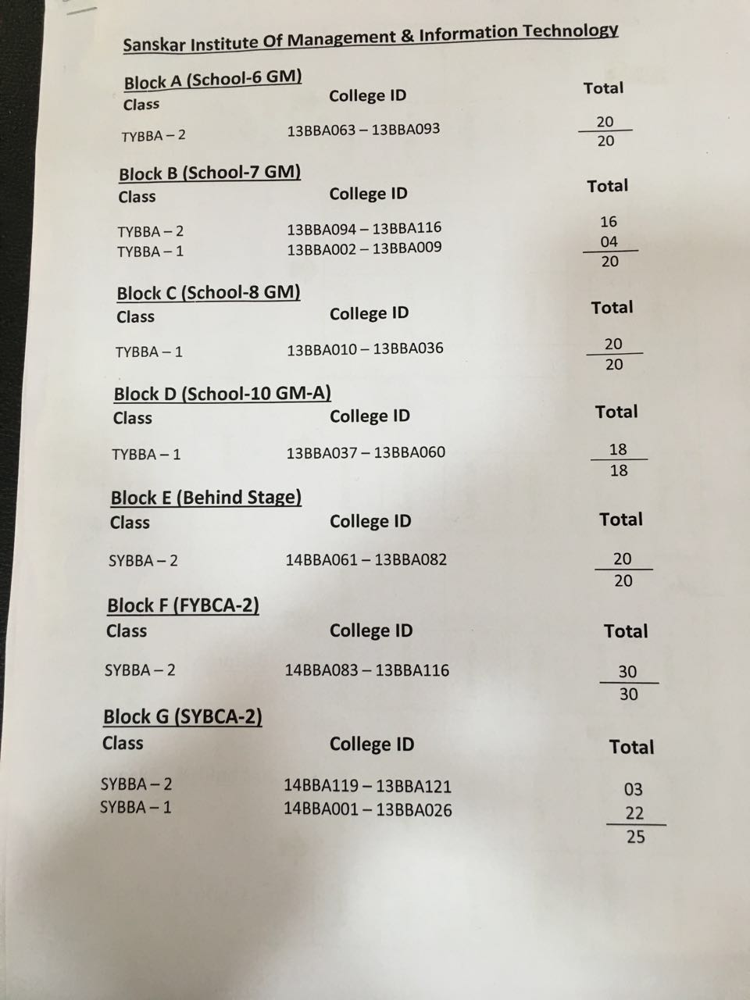 Sanskar Institute Of Management & Information Technology
Block A (School-6 GM)
Class College ID Total
TYBBA – 2 13BBA063 – 13BBA093 20
20
Block B (School-7 GM)
Class College ID Total
TYBBA – 2 13BBA094 – 13BBA116 16
TYBBA – 1 13BBA002 – 13BBA009 04
20
Block C (School-8 GM)
Class College ID Total
TYBBA – 1 13BBA010 – 13BBA036 20
20
Block D (School-10 GM-A)
Class College ID Total
TYBBA – 1 13BBA037 – 13BBA060 18
18
Block E (Behind Stage)
Class College ID Total
SYBBA – 2 14BBA061 – 13BBA082 20
20
Block F (FYBCA-2)
Class College ID Total
SYBBA – 2 14BBA083 – 13BBA116 30
30
Block G (SYBCA-2)
Class College ID Total
SYBBA – 2 14BBA119 – 13BBA121 03
SYBBA – 1 14BBA001 – 13BBA026 22
25